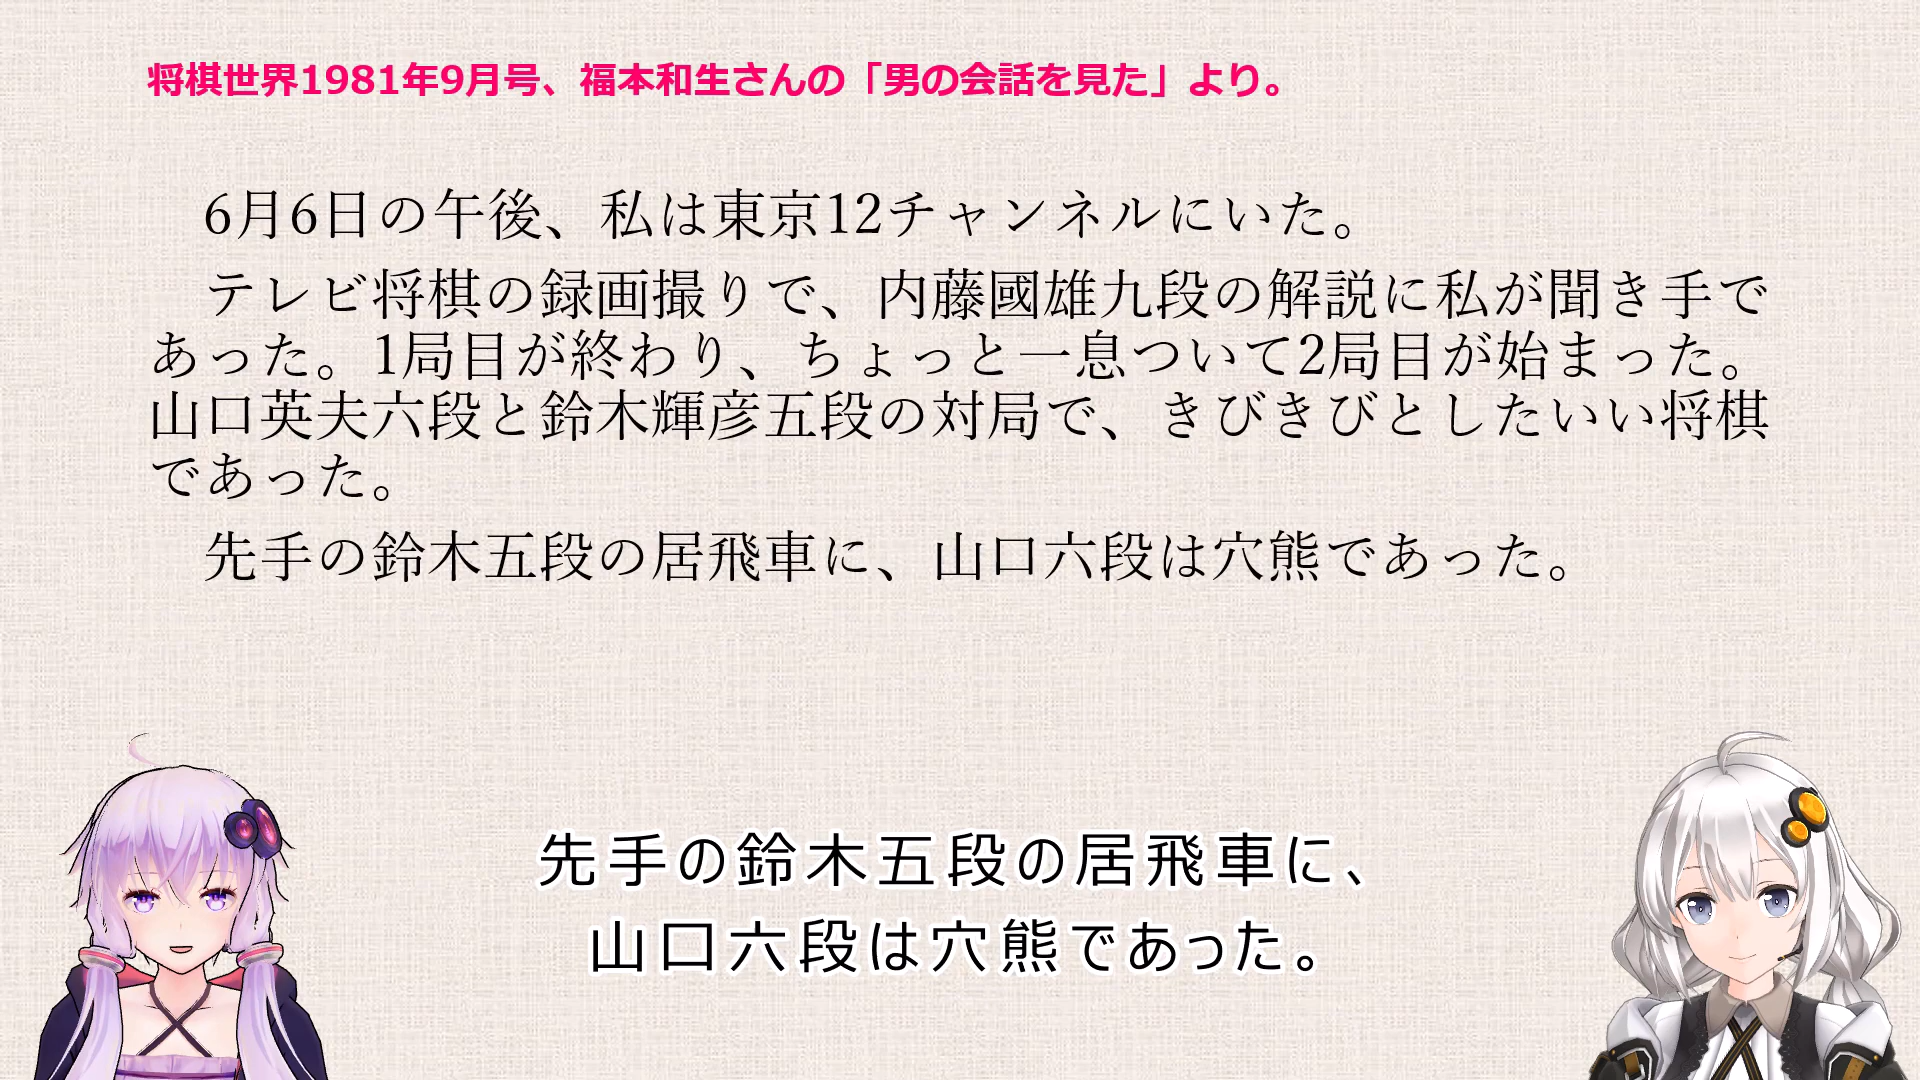 将棋世界1981年9月号、福本和生さんの「男の会話を見た」より。
6月6日の午後、私は東京12チャンネルにいた。
テレビ将棋の録画撮りで、内藤國雄九段の解説に私が聞き手で
あった。1局目が終わり、ちょっと一息ついて2局目が始まった。
山口英夫六段と鈴木輝彦五段の対局で、きびきびとしたいい将棋
であった。
先手の鈴木五段の居飛車に、山口六段は穴熊であった。
先手の鈴木五段の居飛車に、
山口六段は穴熊であった。